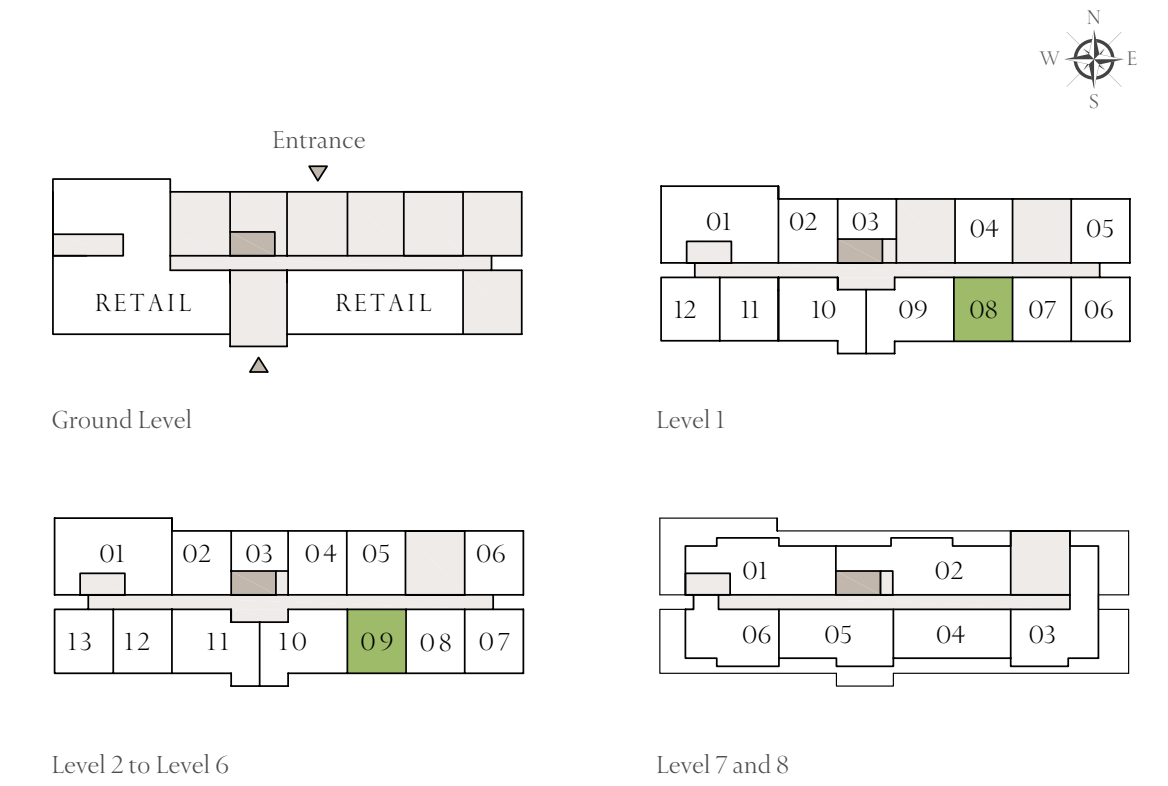 N
W E
S
Entrance
RETAIL RETAIL
Ground Level
01 02 03 04 05
12 11 10 09 08 07 06
Level 1
01 02 03 04 05 06
13 12 11 10 09 08 07
Level 2 to Level 6
01 02
06 05 04 03
Level 7 and 8